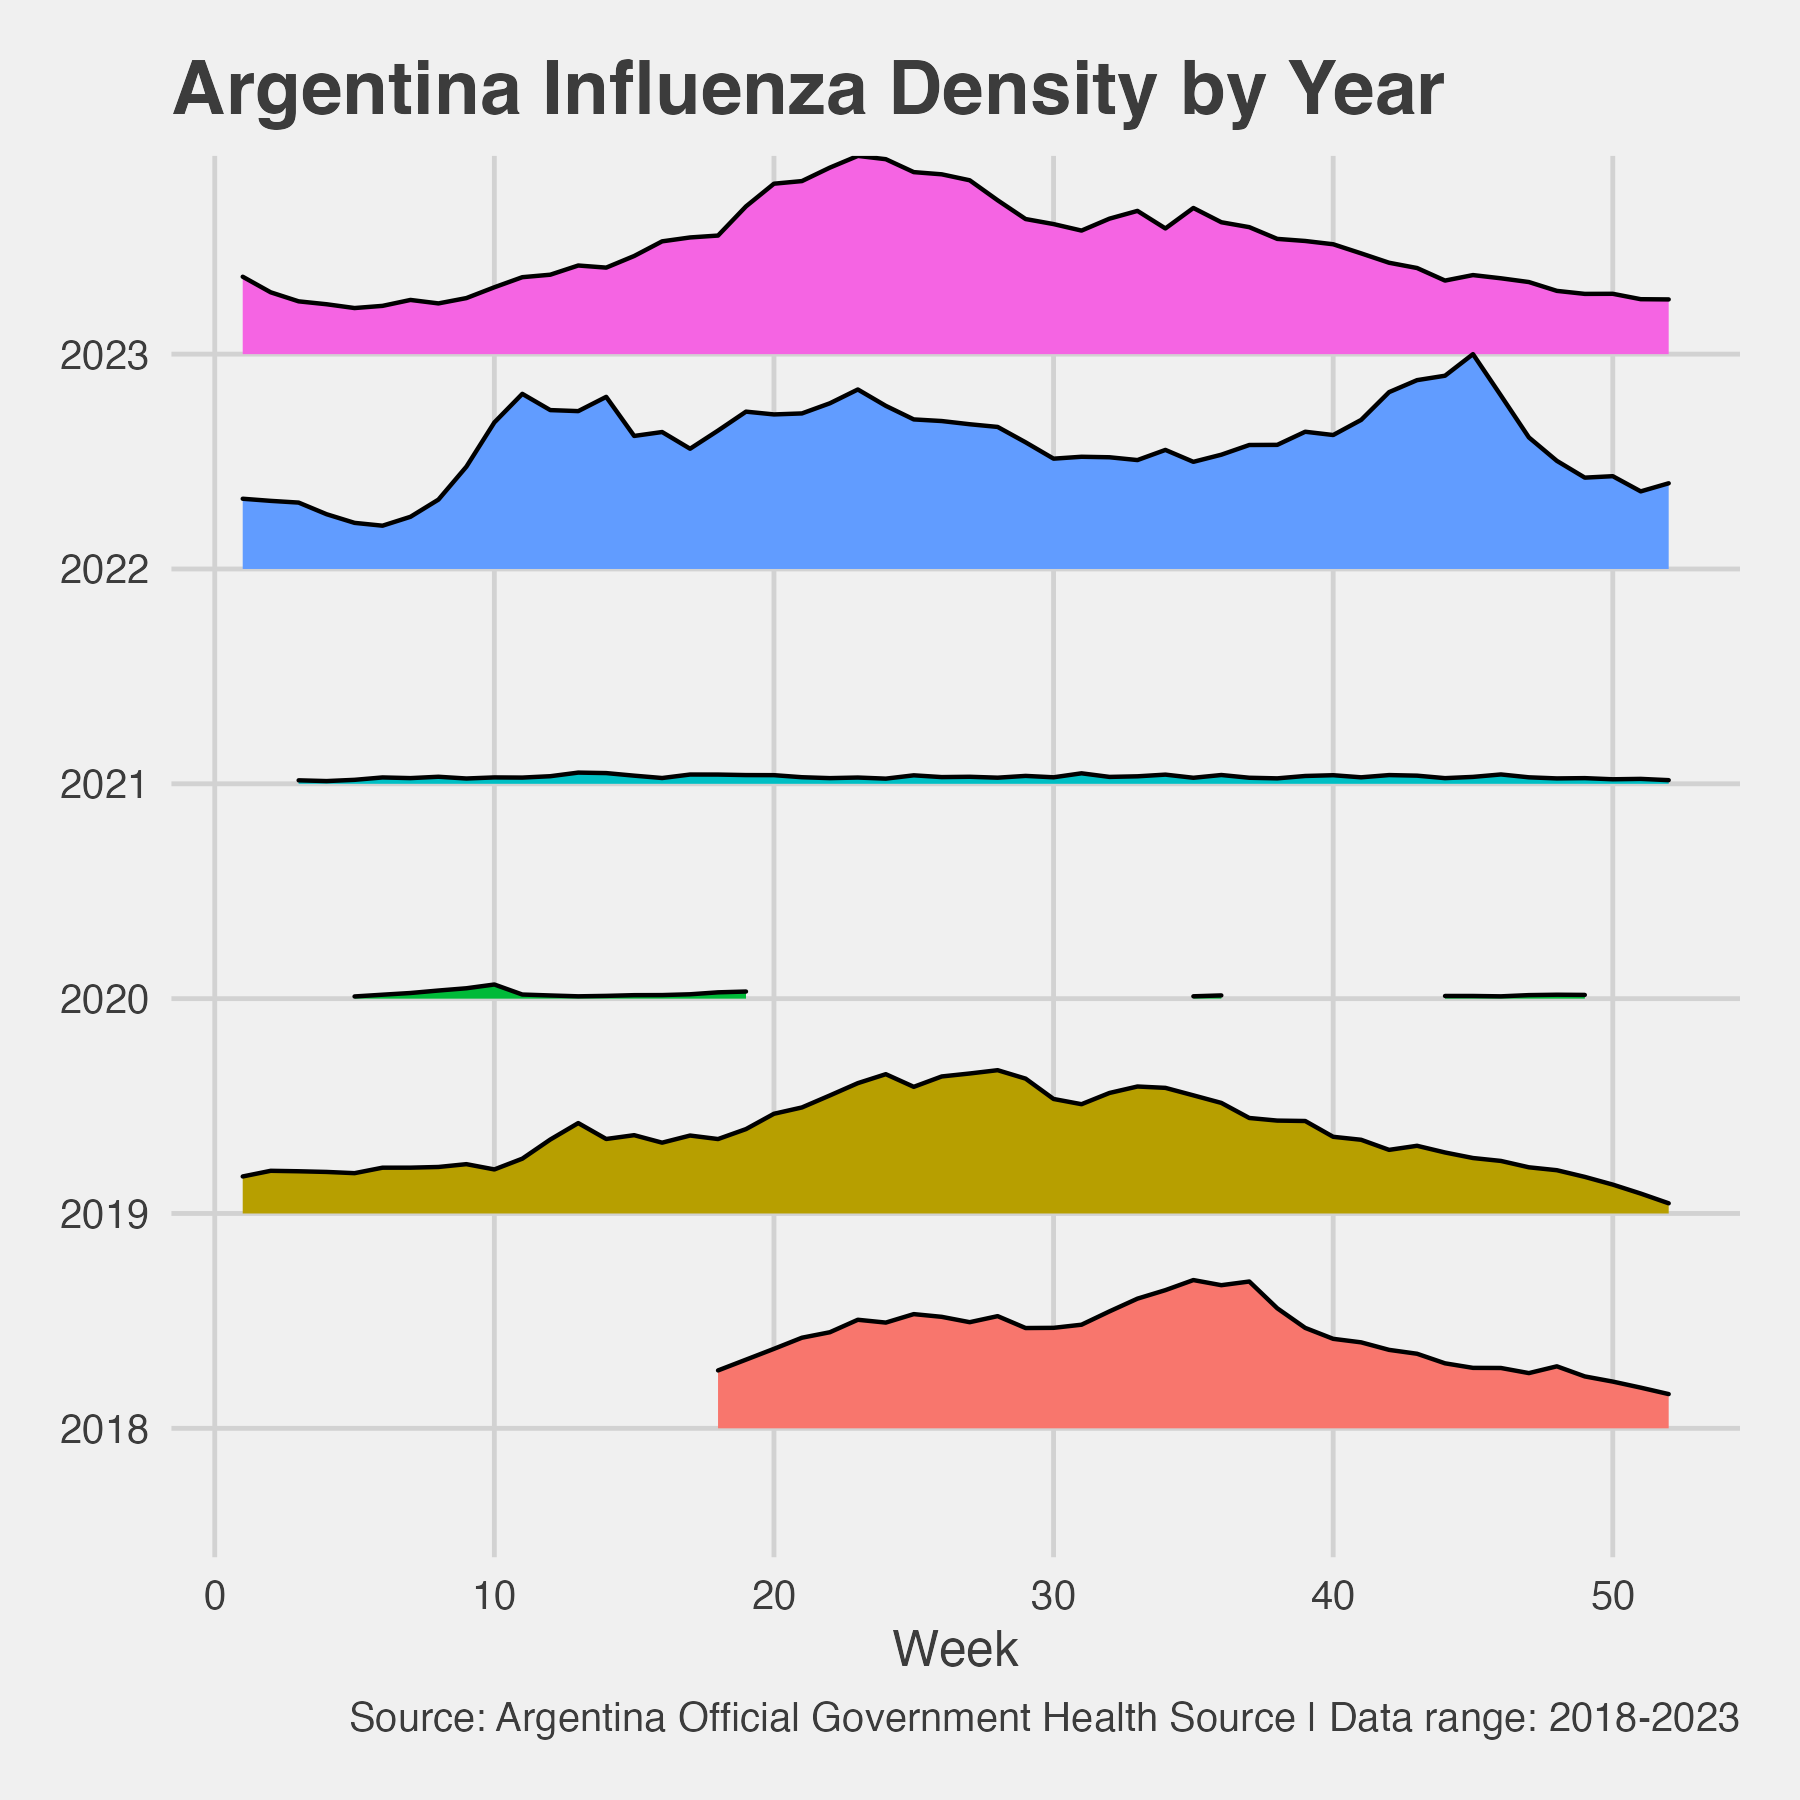 Argentina Influenza Density by Year
2023
2022
2021
2020
2019
2018
0 10 20 30 40 50
Week
Source: Argentina Official Government Health Source | Data range: 2018-2023